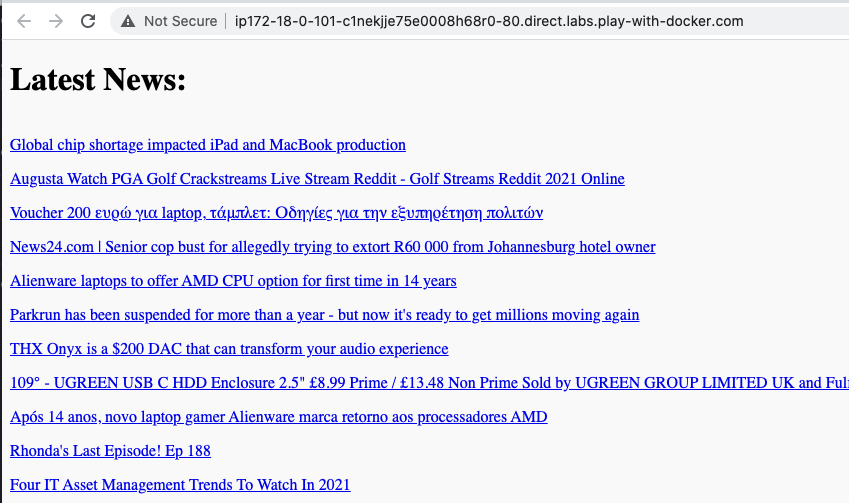 Not Secure | ip172-18-0-101-c1nekjje75e0008h68r0-80.direct.labs.play-with-docker.com
Latest News:
Global chip shortage impacted iPad and MacBook production
Augusta Watch PGA Golf Crackstreams Live Stream Reddit - Golf Streams Reddit 2021 Online
Voucher 200 ευρώ για laptop, τάμπλετ: Οδηγίες για την εξυπηρέτηση πολιτών
News24.com | Senior cop bust for allegedly trying to extort R60 000 from Johannesburg hotel owner
Alienware laptops to offer AMD CPU option for first time in 14 years
Parkrun has been suspended for more than a year - but now it's ready to get millions moving again
THX Onyx is a $200 DAC that can transform your audio experience
109° - UGREEN USB C HDD Enclosure 2.5" £8.99 Prime / £13.48 Non Prime Sold by UGREEN GROUP LIMITED UK and
Após 14 anos, novo laptop gamer Alienware marca retorno aos processadores AMD
Rhonda's Last Episode! Ep 188
Four IT Asset Management Trends To Watch In 2021